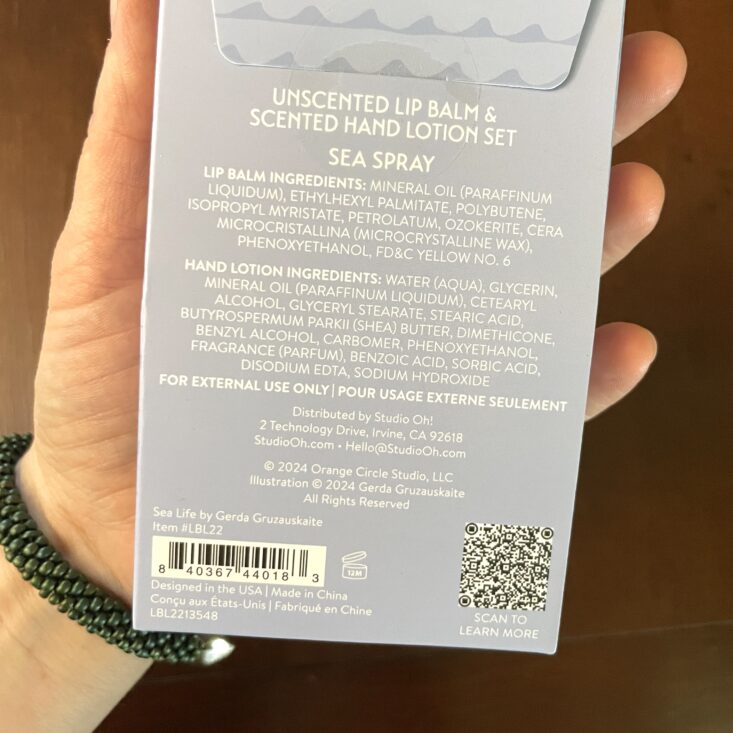 UNSCENTED LIP BALM &
SCENTED HAND LOTION SET
SEA SPRAY
LIP BALM INGREDIENTS: MINERAL OIL (PARAFFINUM
LIQUIDUM), ETHYLHEXYL PALMITATE, POLYBUTENE,
ISOPROPYL MYRISTATE, PETROLATUM, OZOKERITE, CERA
MICROCRISTALLINA (MICROCRYSTALLINE WAX),
PHENOXYETHANOL, FD&C YELLOW NO. 6
HAND LOTION INGREDIENTS: WATER (AQUA), GLYCERIN,
MINERAL OIL (PARAFFINUM LIQUIDUM), CETEARYL
ALCOHOL, GLYCERYL STEARATE, STEARIC ACID,
BUTYROSPERMUM PARKII (SHEA) BUTTER, DIMETHICONE,
BENZYL ALCOHOL, CARBOMER, PHENOXYETHANOL,
FRAGRANCE (PARFUM), BENZOIC ACID, SORBIC ACID,
DISODIUM EDTA, SODIUM HYDROXIDE
FOR EXTERNAL USE ONLY | POUR USAGE EXTERNE SEULEMENT
Distributed by Studio Oh!
2 Technology Drive, Irvine, CA 92618
StudioOh.com • Hello@StudioOh.com
© 2024 Orange Circle Studio, LLC
Illustration © 2024 Gerda Gruzauskaite
All Rights Reserved
Sea Life by Gerda Gruzauskaite
Item #LBL22
8 40367 44018 3
12M
Designed in the USA | Made in China
Conçu aux États-Unis | Fabriqué en Chine
LBL2213548
SCAN TO
LEARN MORE